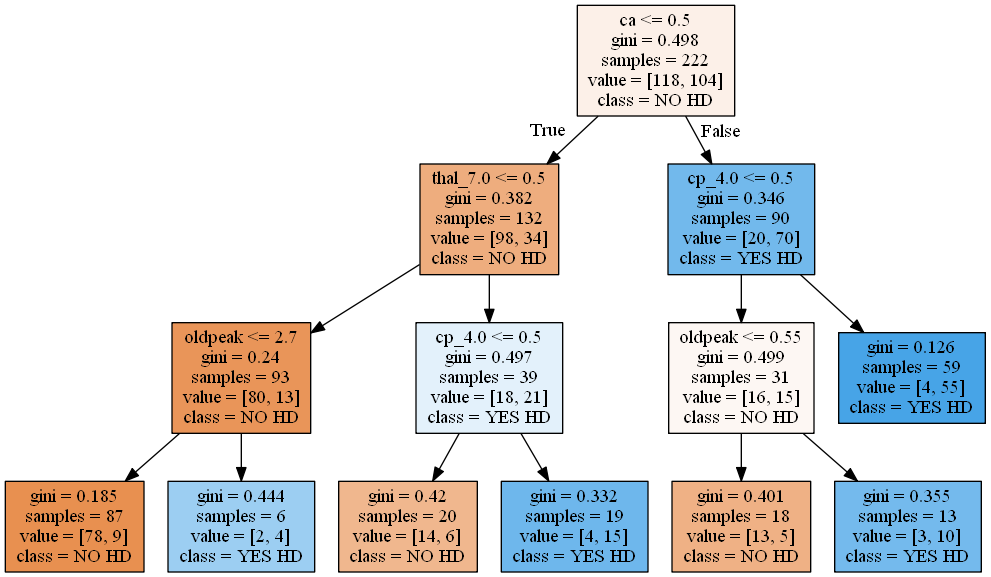 ca <= 0.5
gini = 0.498
samples = 222
value = [118, 104]
class = NO HD
True
False
thal_7.0 <= 0.5
gini = 0.382
samples = 132
value = [98, 34]
class = NO HD
cp_4.0 <= 0.5
gini = 0.346
samples = 90
value = [20, 70]
class = YES HD
oldpeak <= 2.7
gini = 0.24
samples = 93
value = [80, 13]
class = NO HD
cp_4.0 <= 0.5
gini = 0.497
samples = 39
value = [18, 21]
class = YES HD
oldpeak <= 0.55
gini = 0.499
samples = 31
value = [16, 15]
class = NO HD
gini = 0.126
samples = 59
value = [4, 55]
class = YES HD
gini = 0.185
samples = 87
value = [78, 9]
class = NO HD
gini = 0.444
samples = 6
value = [2, 4]
class = YES HD
gini = 0.42
samples = 20
value = [14, 6]
class = NO HD
gini = 0.332
samples = 19
value = [4, 15]
class = YES HD
gini = 0.401
samples = 18
value = [13, 5]
class = NO HD
gini = 0.355
samples = 13
value = [3, 10]
class = YES HD